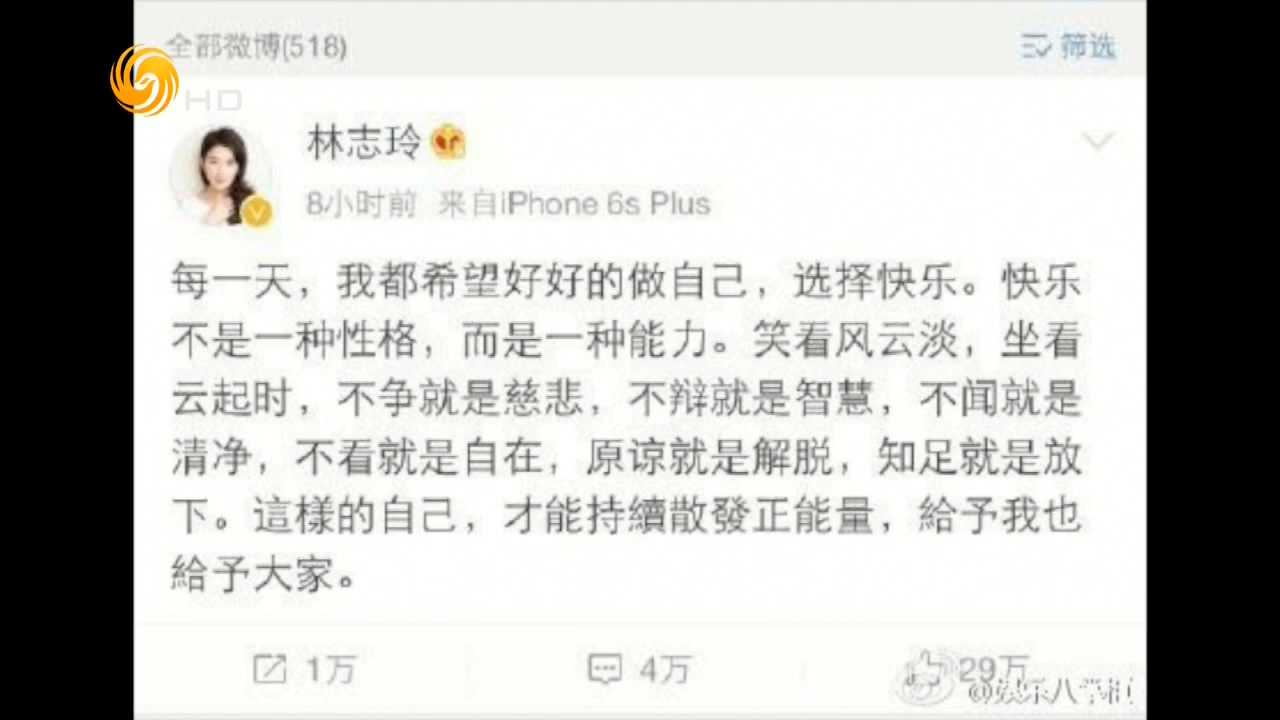 全部微博(518)
筛选
HD
林志玲
8小时前 来自iPhone 6s Plus
每一天，我都希望好好的做自己，选择快乐。快乐
不是一种性格，而是一种能力。笑看风云淡，坐看
云起时，不争就是慈悲，不辩就是智慧，不闻就是
清净，不看就是自在，原谅就是解脱，知足就是放
下。這樣的自己，才能持續散發正能量，給予我也
給予大家。
1万
4万
29万